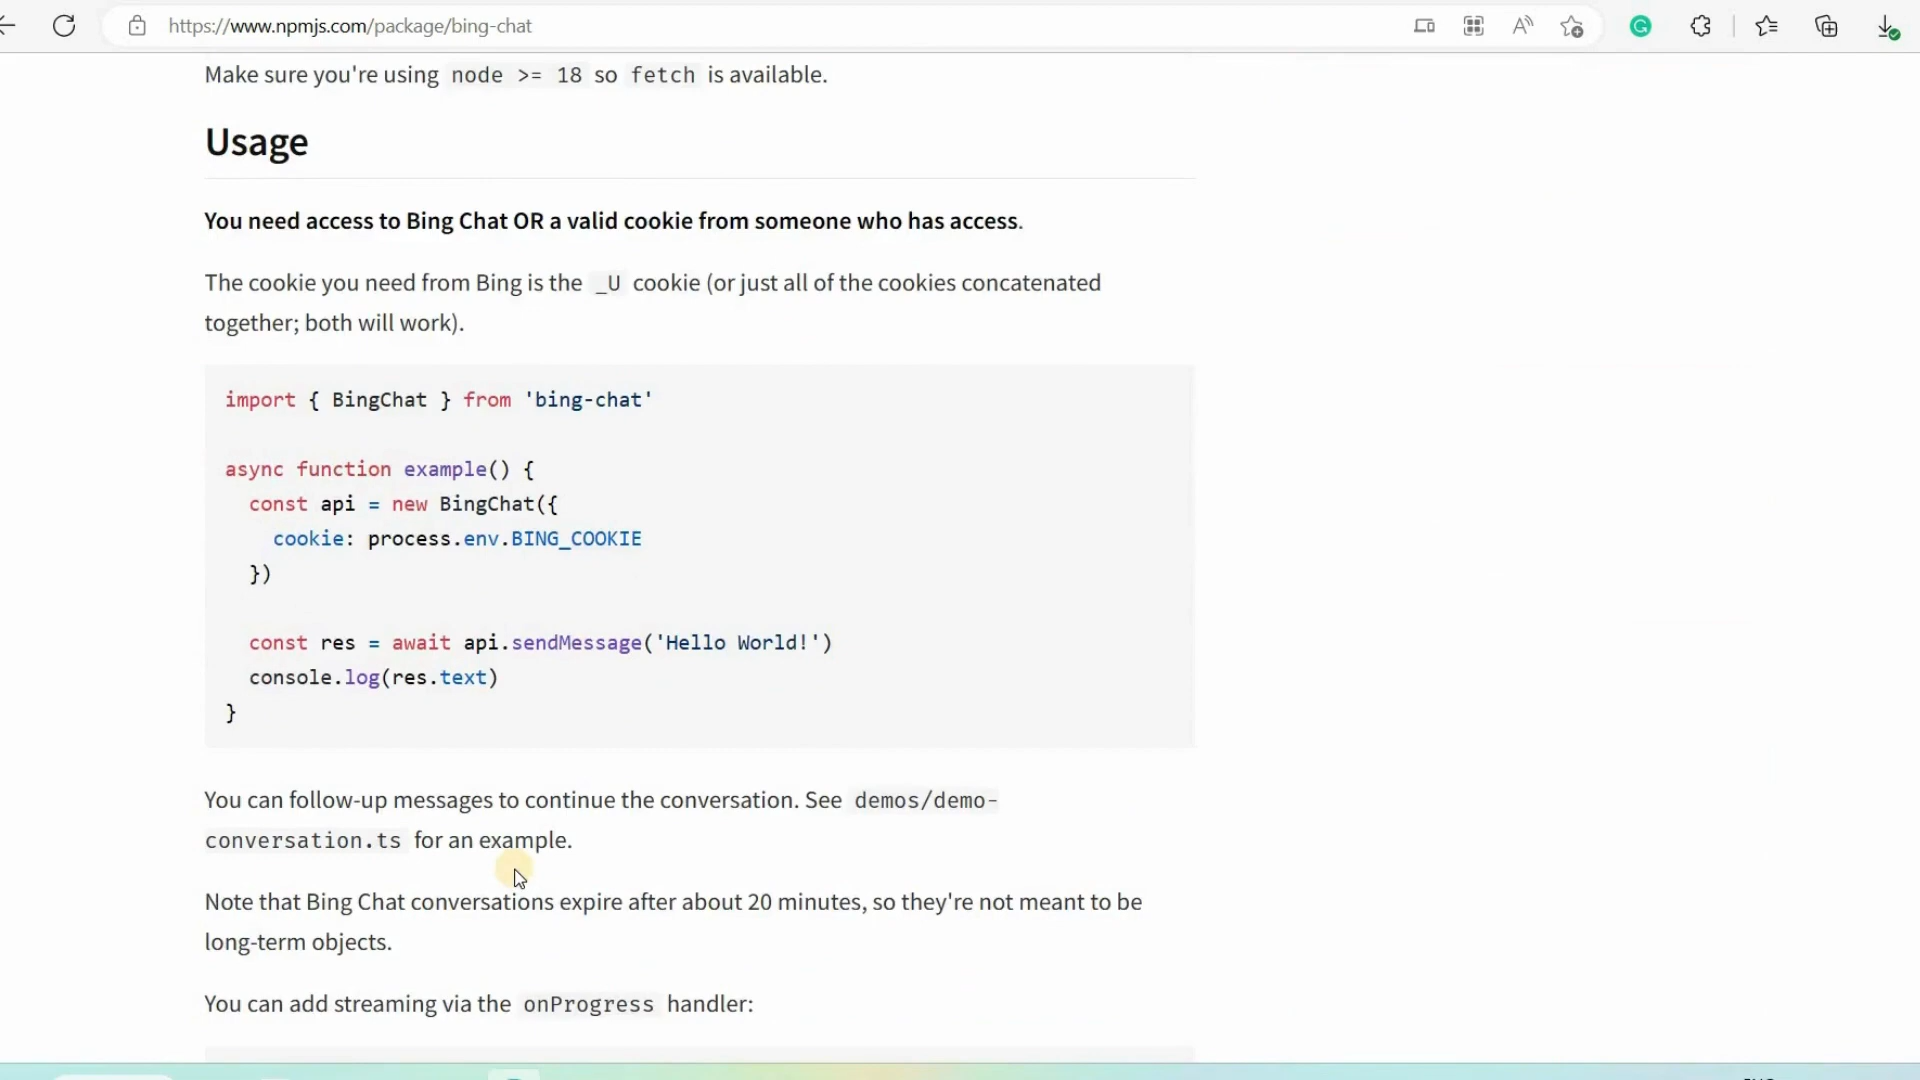 https://www.npmjs.com/package/bing-chat
Make sure you're using node >= 18 so fetch is available.
Usage
You need access to Bing Chat OR a valid cookie from someone who has access.
The cookie you need from Bing is the _U cookie (or just all of the cookies concatenated
together; both will work).
import { BingChat } from 'bing-chat'
async function example() {
const api = new BingChat({
cookie: process.env.BING_COOKIE
})
const res = await api.sendMessage('Hello World!')
console.log(res.text)
}
You can follow-up messages to continue the conversation. See demos/demo-
conversation.ts for an example.
Note that Bing Chat conversations expire after about 20 minutes, so they're not meant to be
long-term objects.
You can add streaming via the onProgress handler: